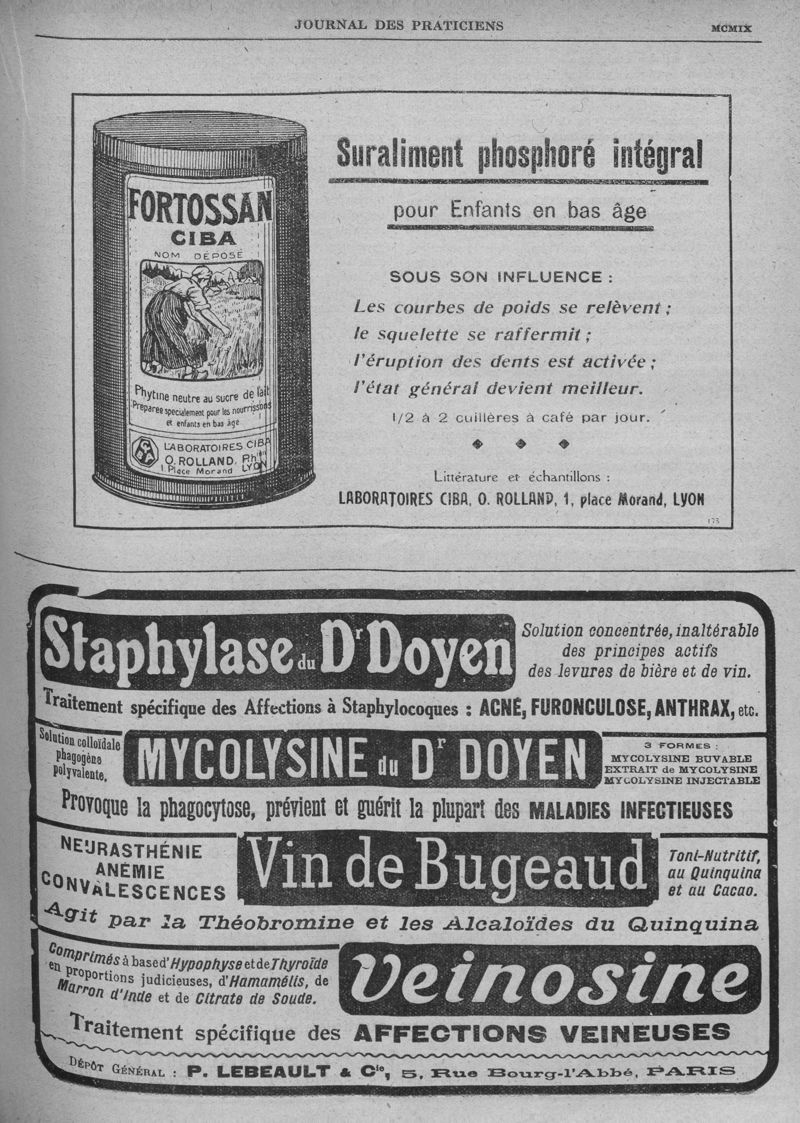 JOURNAL DES PRATICIENS
MCMIX
FORTOSSAN
CIBA
NOM DÉPOSÉ
Phytine neutre au sucre de lait
Préparée spécialement pour les nourrissons
et enfants en bas âge
LABORATOIRES CIBA
O. ROLLAND, Phien
1 Place Morand LYON
Suraliment phosphoré intégral
pour Enfants en bas âge
SOUS SON INFLUENCE :
Les courbes de poids se relèvent ;
le squelette se raffermit ;
l'éruption des dents est activée ;
l'état général devient meilleur.
1/2 à 2 cuillères à café par jour.
Littérature et échantillons :
LABORATOIRES CIBA, O. ROLLAND, 1, place Morand, LYON
173
Staphylase du Dr Doyen
Solution concentrée, inaltérable
des principes actifs
des levures de bière et de vin.
Traitement spécifique des Affections à Staphylocoques : ACNÉ, FURONCULOSE, ANTHRAX, etc.
Solution colloïdale
phagogène
polyvalente.
MYCOLYSINE du Dr DOYEN
3 FORMES :
MYCOLYSINE BUVABLE
EXTRAIT de MYCOLYSINE
MYCOLYSINE INJECTABLE
Provoque la phagocytose, prévient et guérit la plupart des MALADIES INFECTIEUSES
NEURASTHÉNIE
ANÉMIE
CONVALESCENCES
Vin de Bugeaud
Toni-Nutritif,
au Quinquina
et au Cacao.
Agit par la Théobromine et les Alcaloïdes du Quinquina
Comprimés à base d'Hypophyse et de Thyroïde
en proportions judicieuses, d'Hamamélis, de
Marron d'Inde et de Citrate de Soude.
Veinosine
Traitement spécifique des AFFECTIONS VEINEUSES
DÉPÔT GÉNÉRAL : P. LEBEAULT & Cie, 5, Rue Bourg-l'Abbé, PARIS